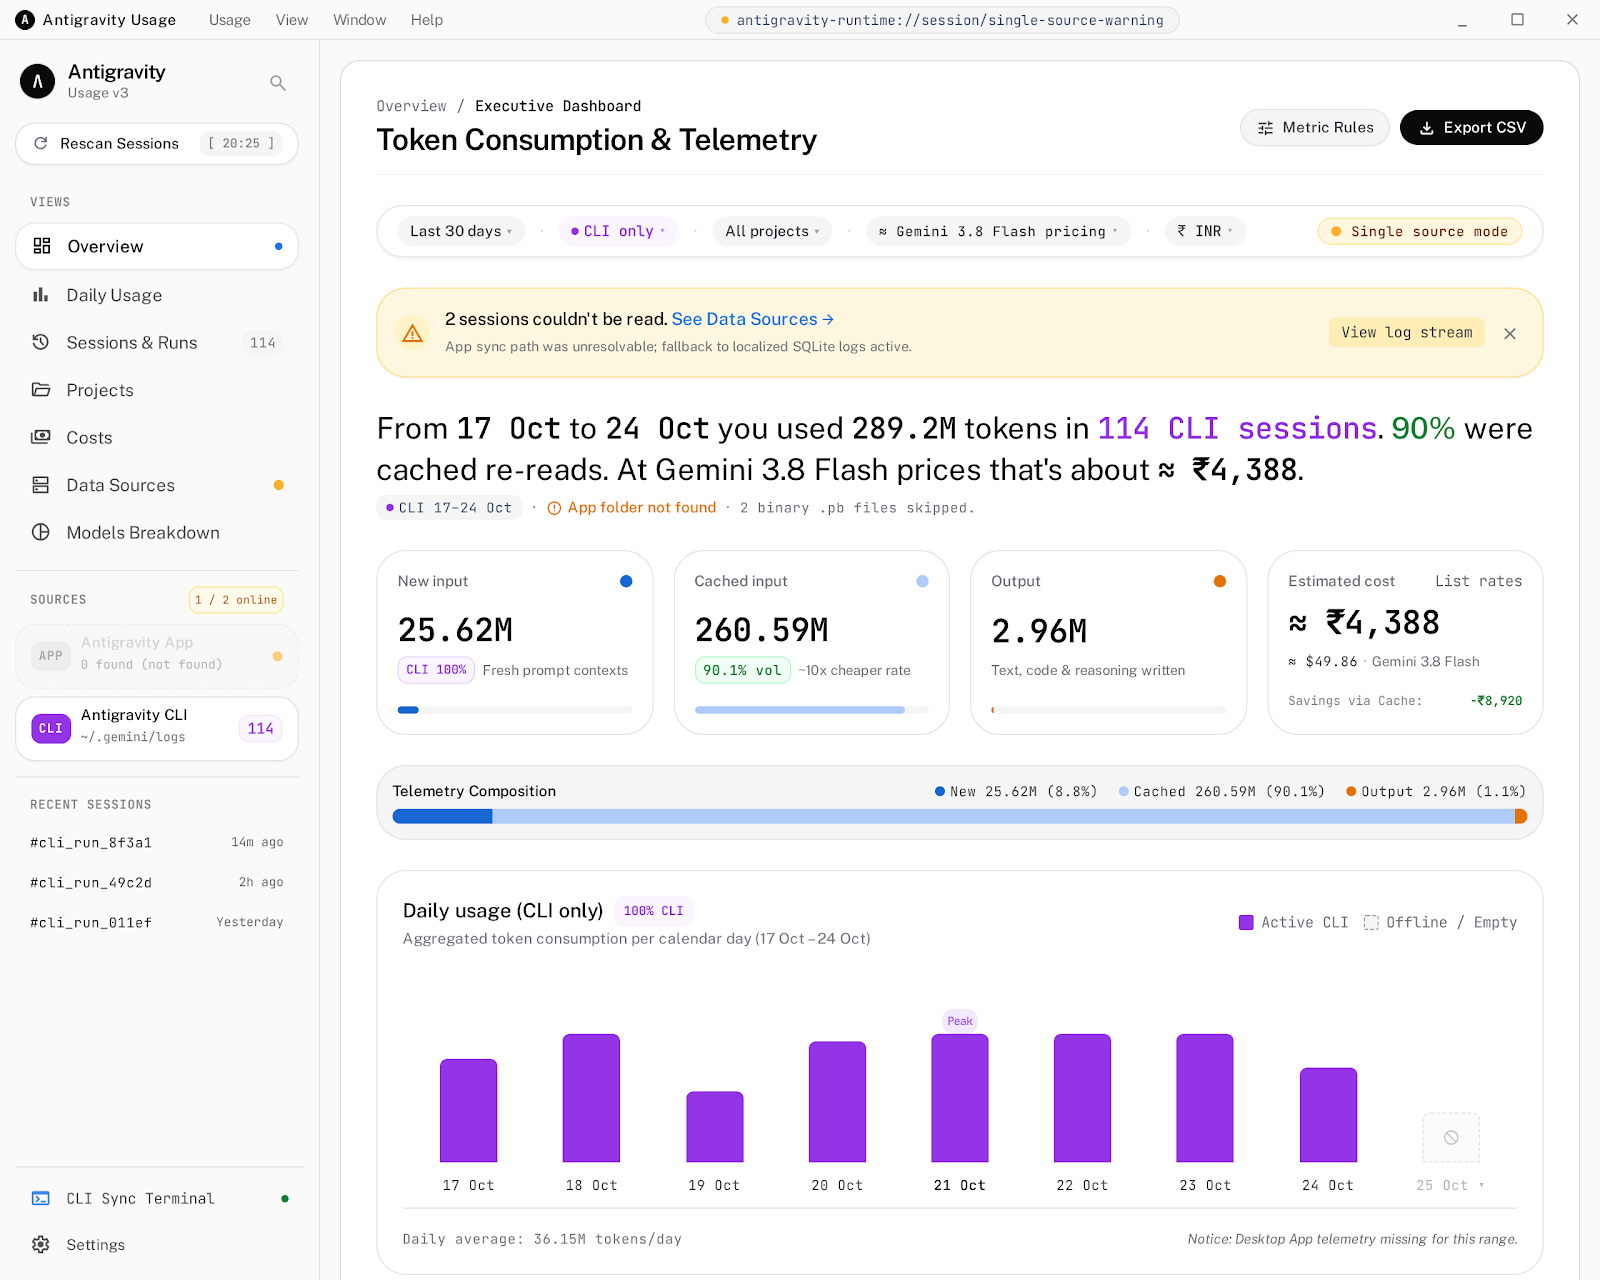 Antigravity Usage
Usage
View
Window
Help
antigravity-runtime://session/single-source-warning
Antigravity
Usage v3
Rescan Sessions [ 20:25 ]
VIEWS
Overview
Daily Usage
Sessions & Runs 114
Projects
Costs
Data Sources
Models Breakdown
SOURCES 1 / 2 online
APP Antigravity App
0 found (not found)
CLI Antigravity CLI 114
~/.gemini/logs
RECENT SESSIONS
#cli_run_8f3a1 14m ago
#cli_run_49c2d 2h ago
#cli_run_011ef Yesterday
CLI Sync Terminal
Settings
Overview / Executive Dashboard
Token Consumption & Telemetry
Metric Rules
Export CSV
Last 30 days · CLI only · All projects · ≈ Gemini 3.8 Flash pricing · ₹ INR
Single source mode
2 sessions couldn't be read. See Data Sources →
App sync path was unresolvable; fallback to localized SQLite logs active.
View log stream
From 17 Oct to 24 Oct you used 289.2M tokens in 114 CLI sessions. 90% were
cached re-reads. At Gemini 3.8 Flash prices that's about ≈ ₹4,388.
CLI 17–24 Oct · App folder not found · 2 binary .pb files skipped.
New input
25.62M
CLI 100% Fresh prompt contexts
Cached input
260.59M
90.1% vol ~10x cheaper rate
Output
2.96M
Text, code & reasoning written
Estimated cost List rates
≈ ₹4,388
≈ $49.86 · Gemini 3.8 Flash
Savings via Cache: -₹8,920
Telemetry Composition New 25.62M (8.8%) Cached 260.59M (90.1%) Output 2.96M (1.1%)
Daily usage (CLI only) 100% CLI
Aggregated token consumption per calendar day (17 Oct – 24 Oct)
Active CLI Offline / Empty
Peak
17 Oct 18 Oct 19 Oct 20 Oct 21 Oct 22 Oct 23 Oct 24 Oct 25 Oct
Daily average: 36.15M tokens/day
Notice: Desktop App telemetry missing for this range.